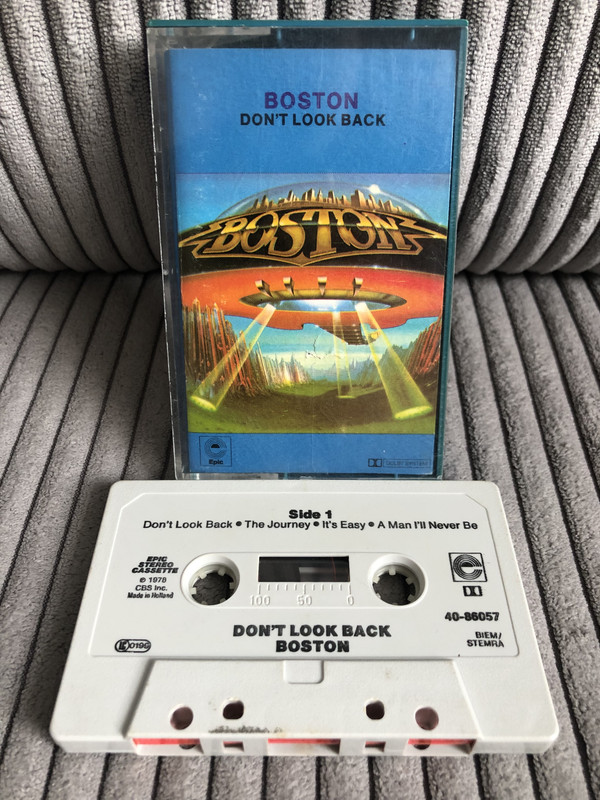 BOSTON
DON'T LOOK BACK
BOSTON
Epic
DOLBY SYSTEM
Side 1
Don't Look Back • The Journey • It's Easy • A Man I'll Never Be
EPIC
STEREO
CASSETTE
℗ 1978
CBS Inc.
Made in Holland
100 50 0
40-86057
BIEM/
STEMRA
DON'T LOOK BACK
BOSTON